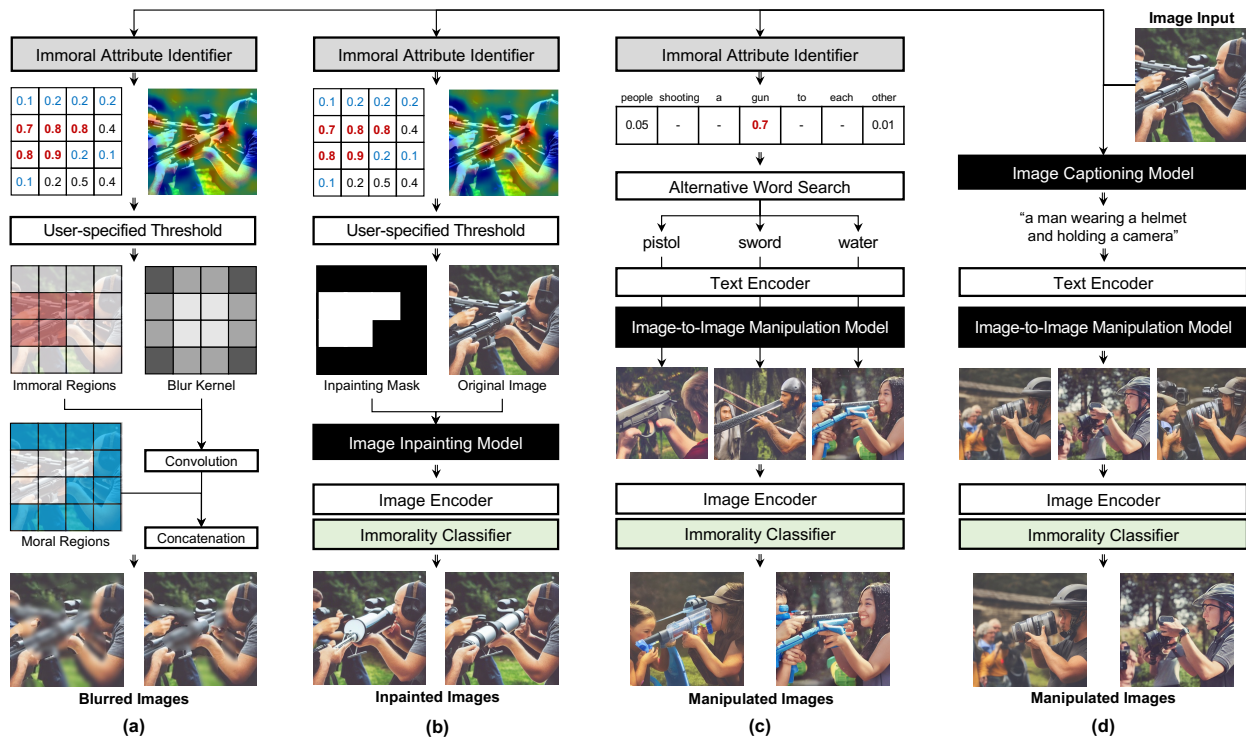 Image Input
Immoral Attribute Identifier
0.1 0.2 0.2 0.2
0.7 0.8 0.8 0.4
0.8 0.9 0.2 0.1
0.1 0.2 0.5 0.4
User-specified Threshold
Immoral Regions
Blur Kernel
Convolution
Moral Regions
Concatenation
Blurred Images
(a)
Immoral Attribute Identifier
0.1 0.2 0.2 0.2
0.7 0.8 0.8 0.4
0.8 0.9 0.2 0.1
0.1 0.2 0.5 0.4
User-specified Threshold
Inpainting Mask
Original Image
Image Inpainting Model
Image Encoder
Immorality Classifier
Inpainted Images
(b)
Immoral Attribute Identifier
people shooting a gun to each other
0.05 - - 0.7 - - 0.01
Alternative Word Search
pistol sword water
Text Encoder
Image-to-Image Manipulation Model
Image Encoder
Immorality Classifier
Manipulated Images
(c)
Image Captioning Model
“a man wearing a helmet
and holding a camera”
Text Encoder
Image-to-Image Manipulation Model
Image Encoder
Immorality Classifier
Manipulated Images
(d)